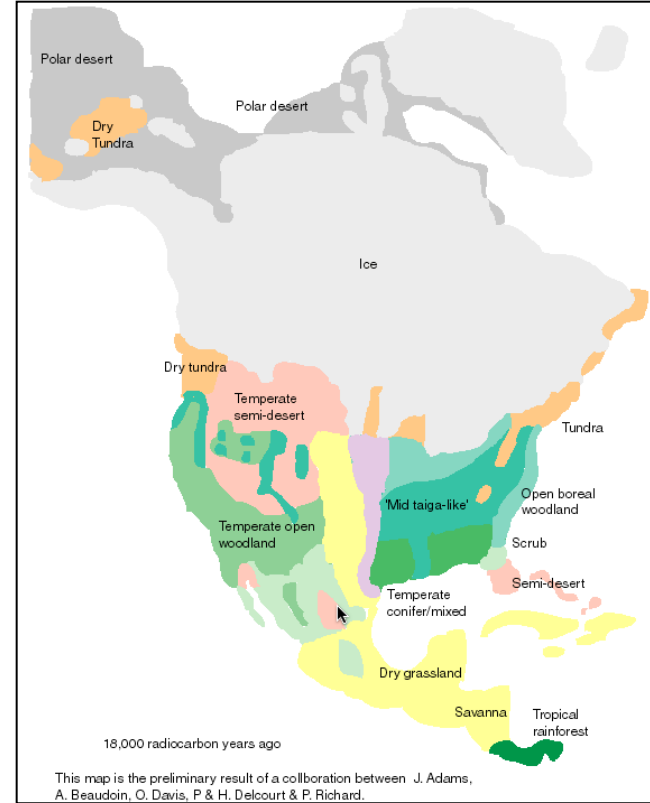 Polar desert
Polar desert
Dry
Tundra
Ice
Dry tundra
Temperate
semi-desert
Tundra
'Mid taiga-like'
Open boreal
woodland
Temperate open
woodland
Scrub
Semi-desert
Temperate
conifer/mixed
Dry grassland
Savanna
Tropical
rainforest
18,000 radiocarbon years ago
This map is the preliminary result of a collboration between J. Adams,
A. Beaudoin, O. Davis, P & H. Delcourt & P. Richard.